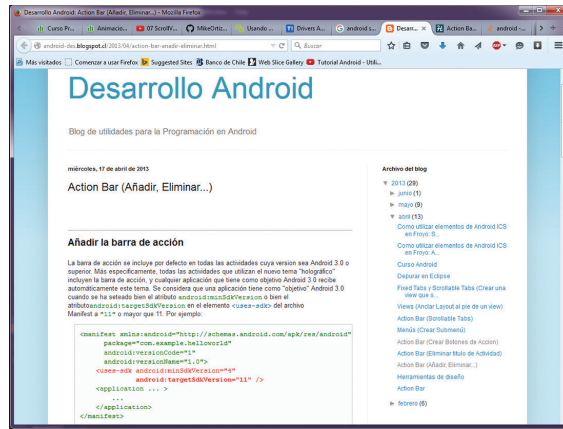 Desarrollo Android: Action Bar (Añadir, Eliminar...) - Mozilla Firefox
Curso Pr...
Animacio...
07 ScrollV...
MikeOrtiz...
Usando ...
Drivers A...
android s...
Desarr...
Action Ba...
android -...
android-des.blogspot.cl/2013/04/action-bar-anadir-eliminar.html
Buscar
Más visitados
Comenzar a usar Firefox
Suggested Sites
Banco de Chile
Web Slice Gallery
Tutorial Android - Utili...
Desarrollo Android
Blog de utilidades para la Programación en Android
miércoles, 17 de abril de 2013
Action Bar (Añadir, Eliminar...)
Añadir la barra de acción
La barra de acción se incluye por defecto en todas las actividades cuya version sea Android 3.0 o
superior. Más especificamente, todas las actividades que utilizan el nuevo tema "holográfico"
incluyen la barra de acción, y cualquier aplicación que tiene como objetivo Android 3.0 recibe
automáticamente este tema. Se considera que una aplicación tiene como "objetivo" Android 3.0
cuando se ha seteado bien el atributo android:minSdkVersion o bien el
atributoandroid:targetSdkVersion en el elemento <uses-sdk> del archivo
Manifest a "11" o mayor que 11. Por ejemplo:
<manifest xmlns:android="http://schemas.android.com/apk/res/android"
package="com.example.helloworld"
android:versionCode="1"
android:versionName="1.0">
<uses-sdk android:minSdkVersion="4"
android:targetSdkVersion="11" />
<application ... >
...
</application>
</manifest>
Archivo del blog
▼ 2013 (29)
► junio (1)
► mayo (9)
▼ abril (13)
Como utilizar elementos de Android ICS
en Froyo: S...
Como utilizar elementos de Android ICS
en Froyo: A...
Curso Android
Depurar en Eclipse
Fixed Tabs y Scrollable Tabs (Crear una
view que s...
Views (Anclar Layout al pie de un view)
Action Bar (Scrollable Tabs)
Menús (Crear Submenú)
Action Bar (Crear Botones de Accion)
Action Bar (Eliminar titulo de Actividad)
Action Bar (Añadir, Eliminar...)
Herramientas de diseño
Action Bar
► febrero (6)